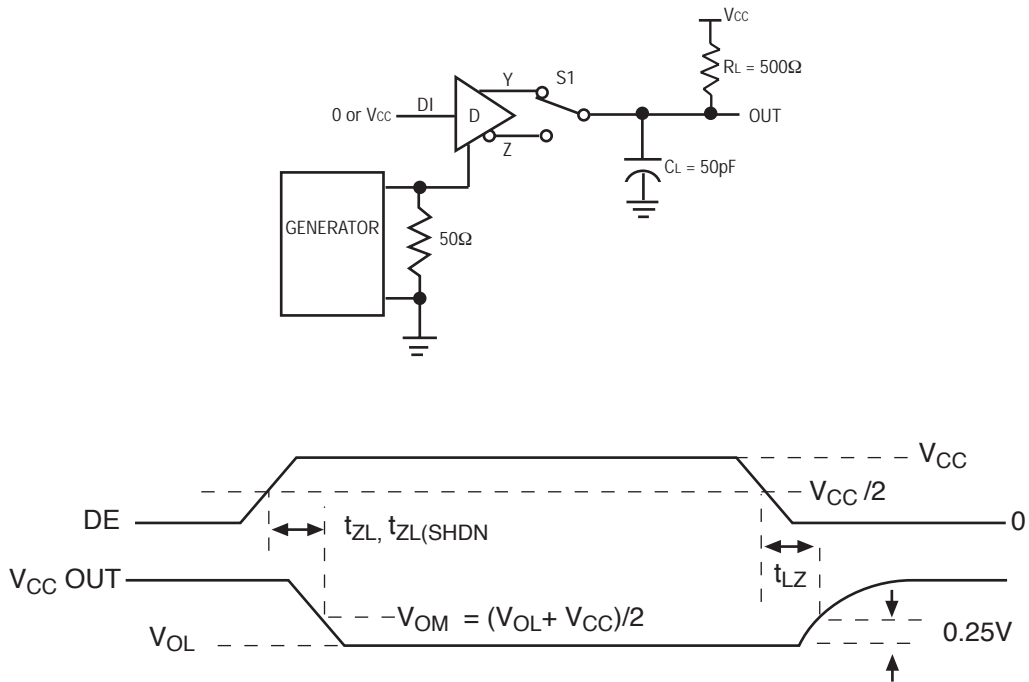 VCC
RL = 500Ω
Y
S1
0 or VCC
DI
D
OUT
Z
CL = 50pF
GENERATOR
50Ω
VCC
VCC /2
DE
tZL, tZL(SHDN
0
tLZ
VCC OUT
VOM = (VOL+ VCC)/2
VOL
0.25V